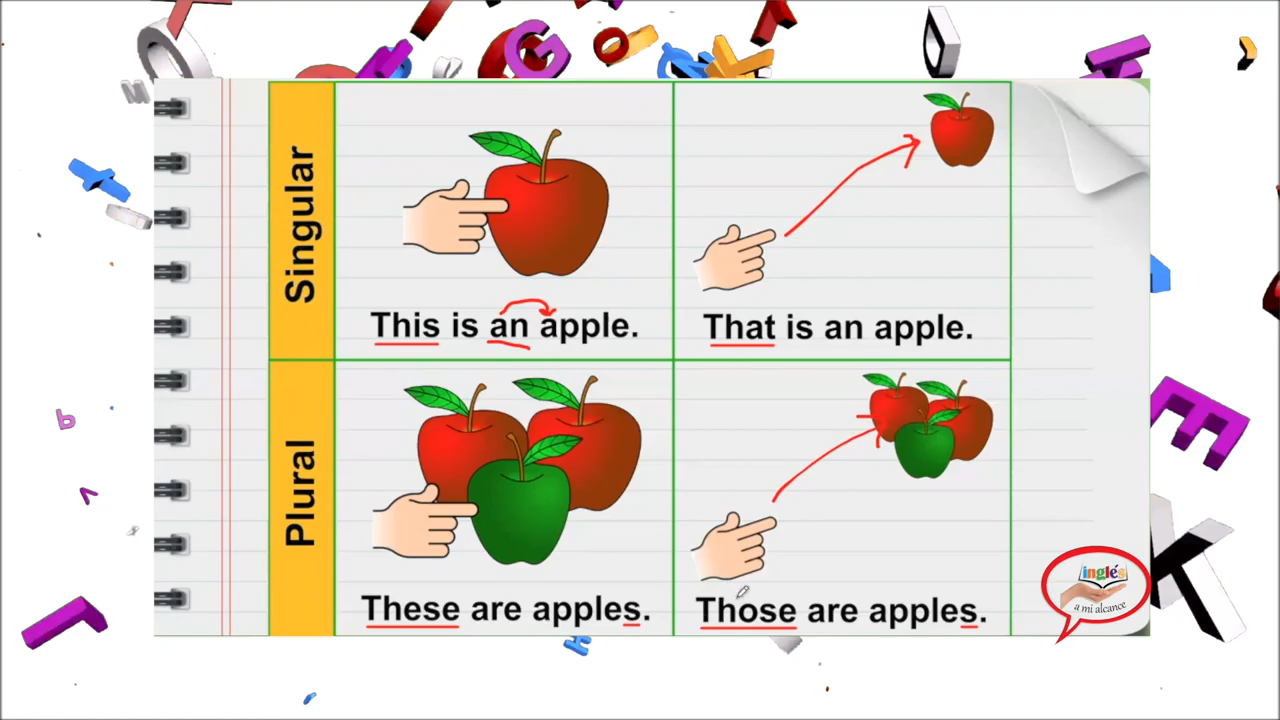 Singular
This is an apple.
That is an apple.
Plural
These are apples.
Those are apples.
inglés
a mi alcance